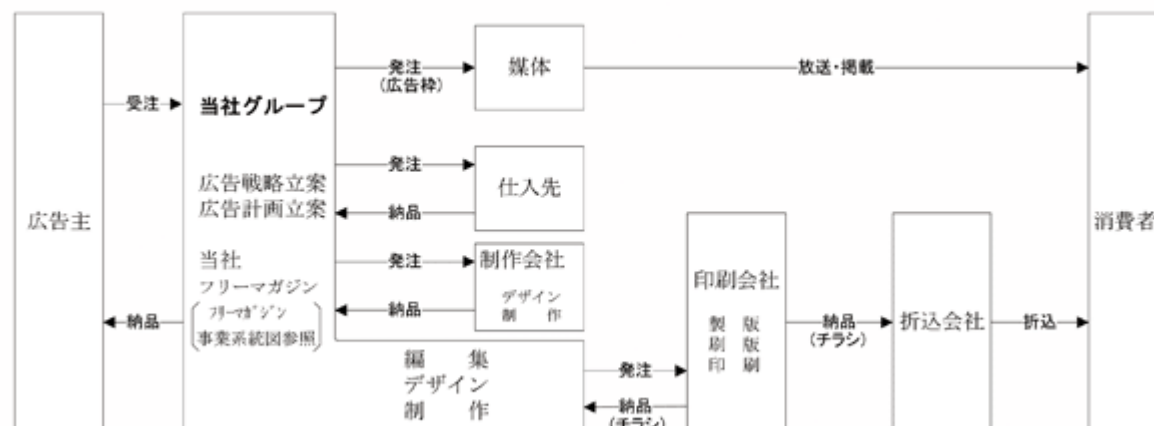 広告主
受注
納品
当社グループ
広告戦略立案
広告計画立案
当社
フリーマガジン
フリーマガジン
事業系統図参照
編　集
デザイン
制　作
発注
(広告枠)
媒体
放送・掲載
発注
仕入先
納品
発注
制作会社
デザイン
制　作
納品
発注
納品
(チラシ)
印刷会社
製　版
刷　版
印　刷
納品
(チラシ)
折込会社
折込
消費者